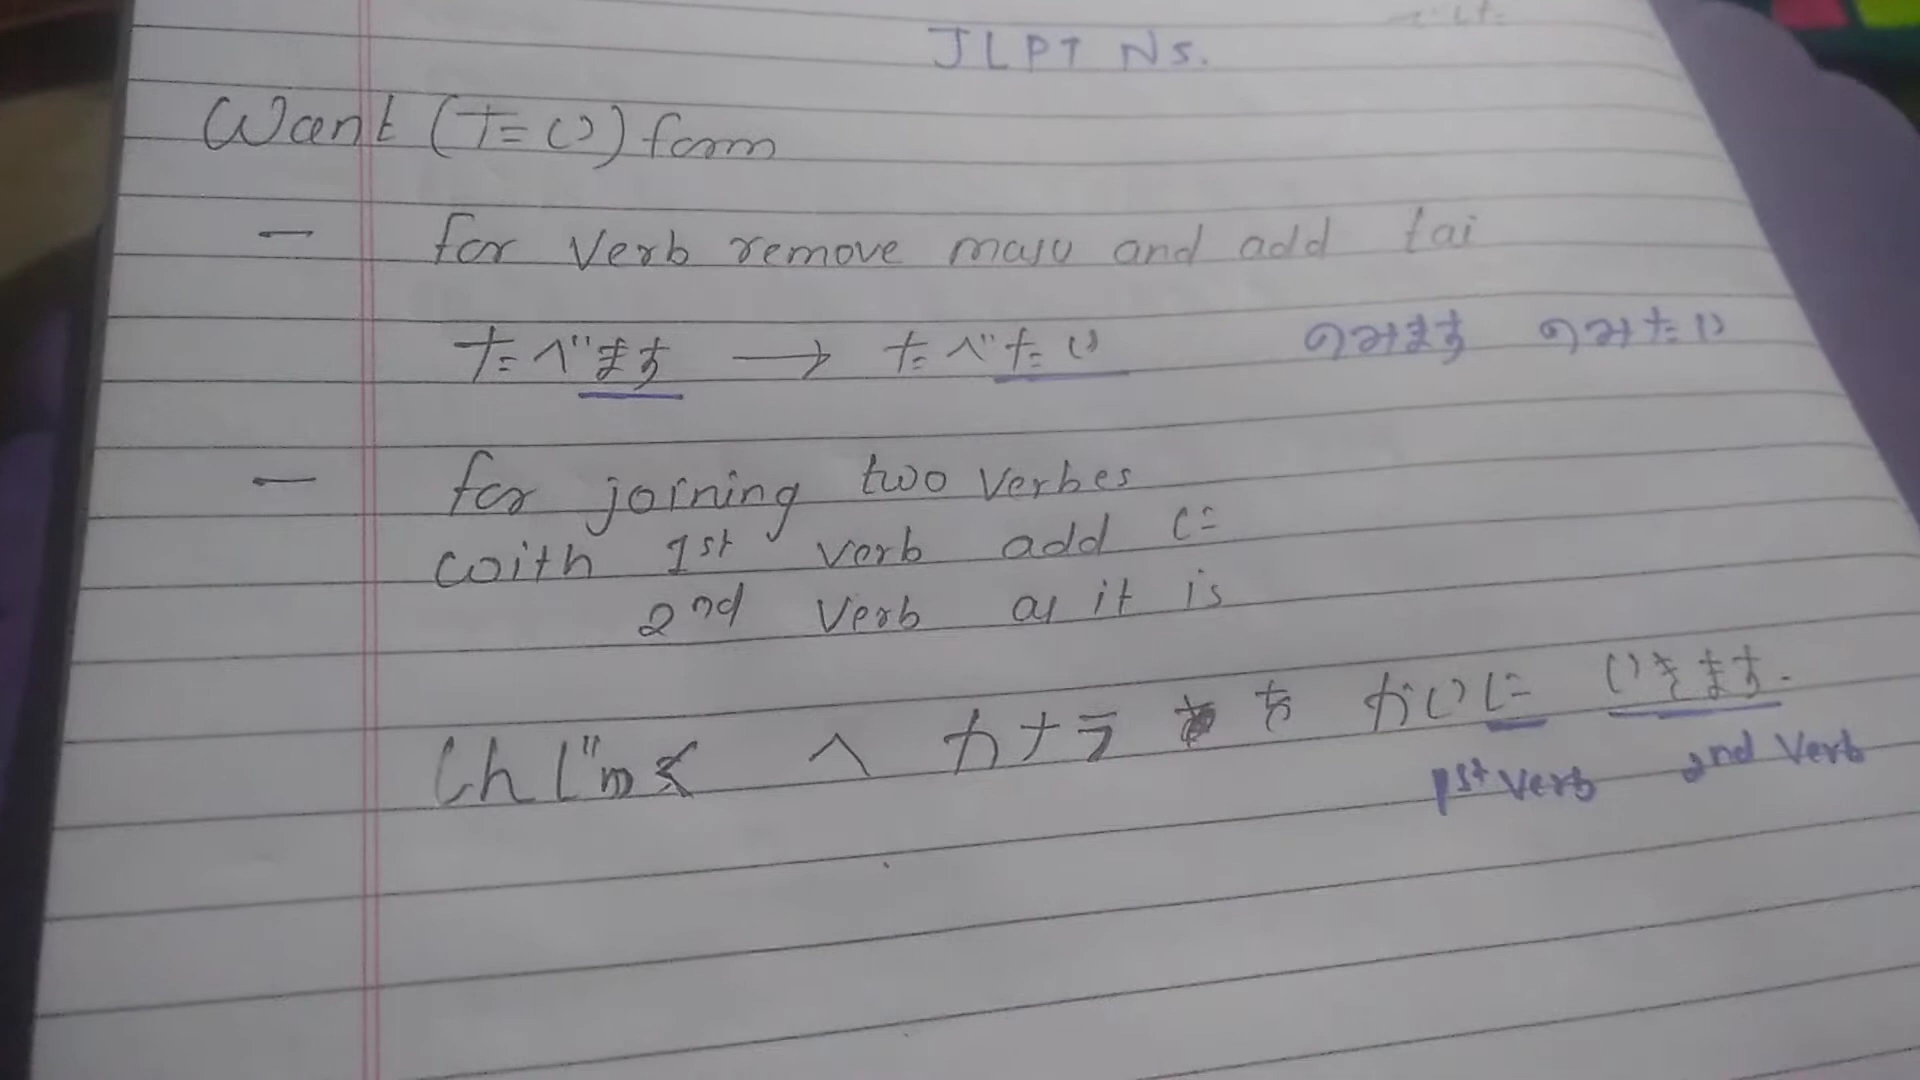 JLPT N5.
Want (たい) form
— for verb remove masu and add tai
たべます → たべたい のみます のみたい
— for joining two verbes
with 1st verb add に
2nd verb as it is
しんじゅく へ カナラ を かいに いきます.
1st verb 2nd verb